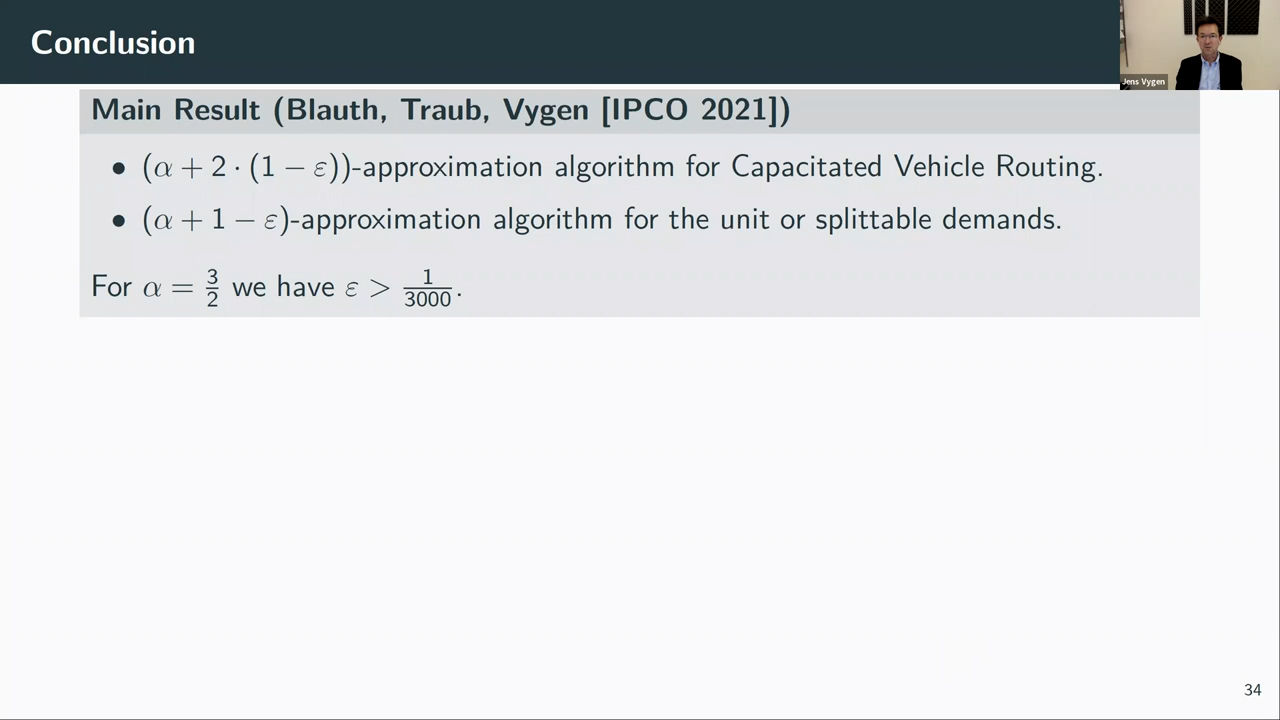 Conclusion
Jens Vygen
Main Result (Blauth, Traub, Vygen [IPCO 2021])
• (α + 2 · (1 − ε))-approximation algorithm for Capacitated Vehicle Routing.
• (α + 1 − ε)-approximation algorithm for the unit or splittable demands.
For α = 3/2 we have ε > 1/3000.
34